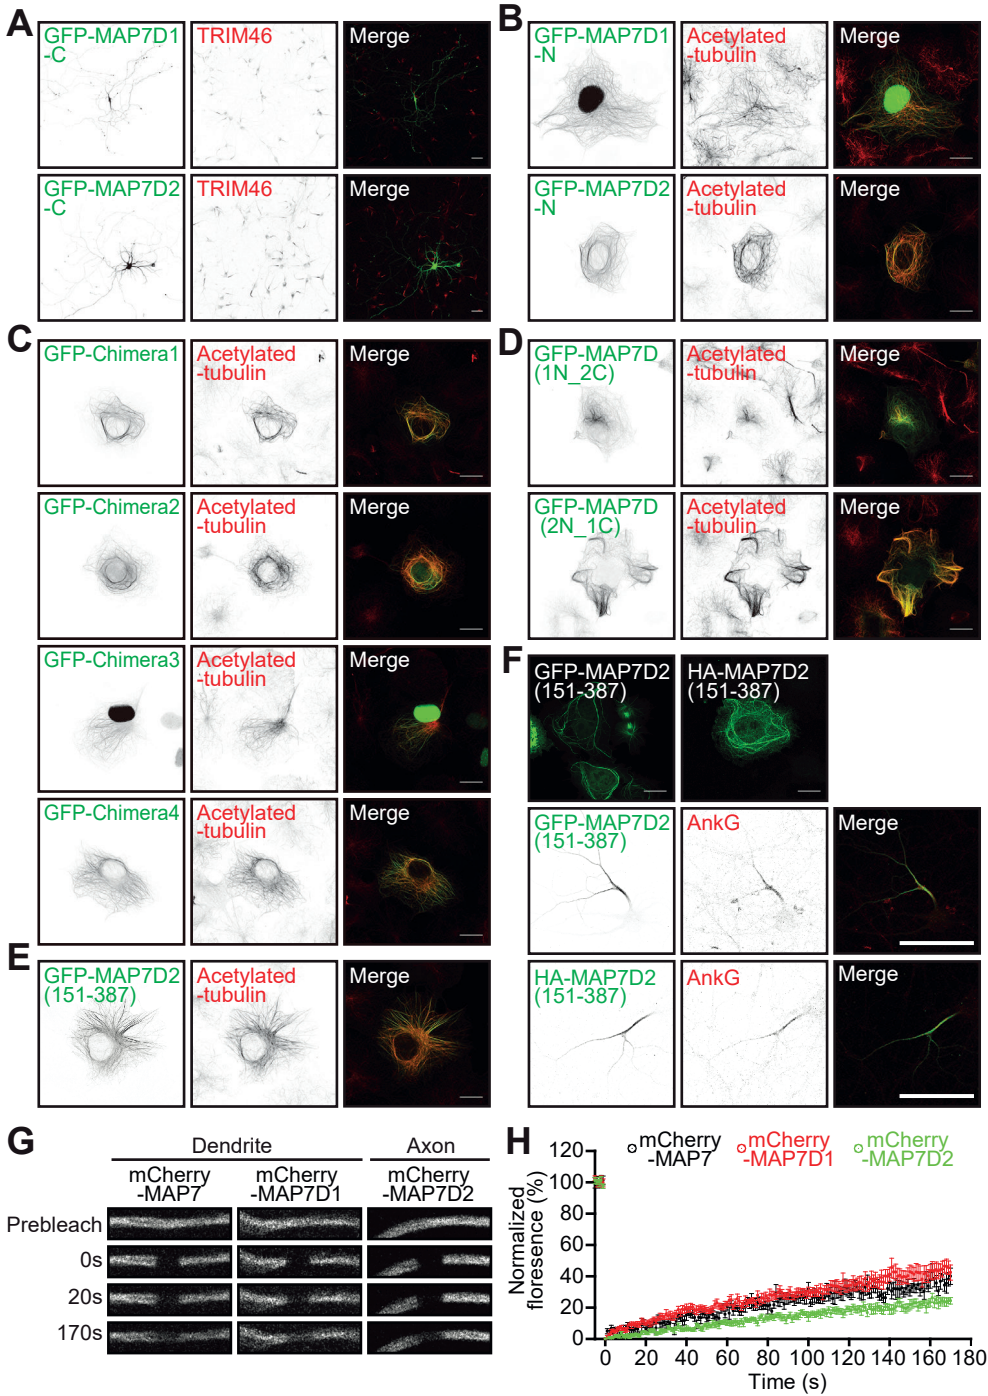 A
GFP-MAP7D1
-C
TRIM46
Merge
GFP-MAP7D2
-C
TRIM46
Merge
B
GFP-MAP7D1
-N
Acetylated
-tubulin
Merge
GFP-MAP7D2
-N
Acetylated
-tubulin
Merge
C
GFP-Chimera1
Acetylated
-tubulin
Merge
GFP-Chimera2
Acetylated
-tubulin
Merge
GFP-Chimera3
Acetylated
-tubulin
Merge
GFP-Chimera4
Acetylated
-tubulin
Merge
D
GFP-MAP7D
(1N_2C)
Acetylated
-tubulin
Merge
GFP-MAP7D
(2N_1C)
Acetylated
-tubulin
Merge
E
GFP-MAP7D2
(151-387)
Acetylated
-tubulin
Merge
F
GFP-MAP7D2
(151-387)
HA-MAP7D2
(151-387)
GFP-MAP7D2
(151-387)
AnkG
Merge
HA-MAP7D2
(151-387)
AnkG
Merge
G
Dendrite
Axon
mCherry
-MAP7
mCherry
-MAP7D1
mCherry
-MAP7D2
Prebleach
0s
20s
170s
H
mCherry
-MAP7
mCherry
-MAP7D1
mCherry
-MAP7D2
Normalized
floresence (%)
120
100
80
60
40
20
0
0 20 40 60 80 100 120 140 160 180
Time (s)